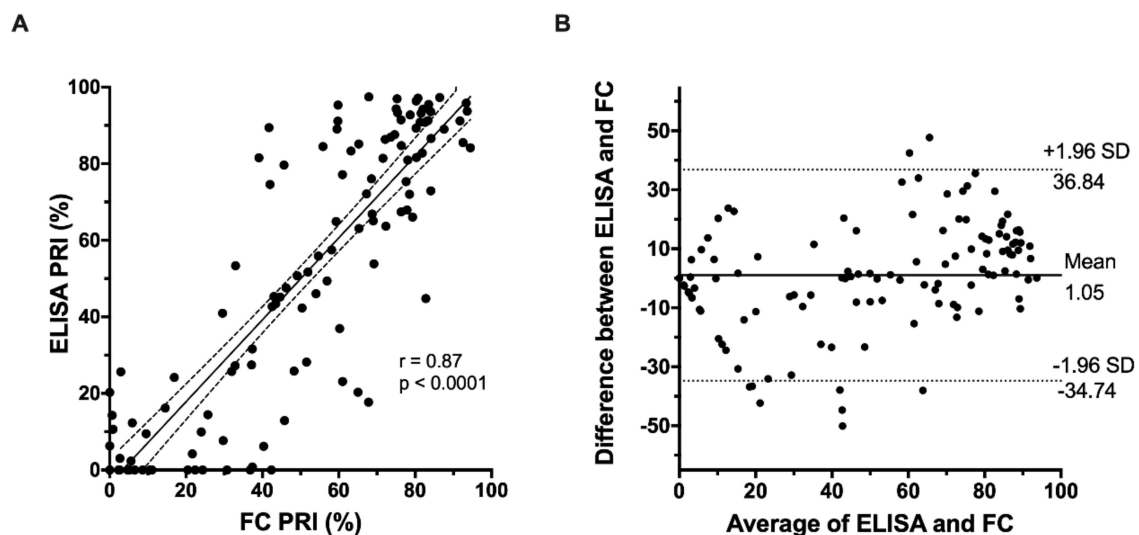 A
B
100
80
60
40
20
0
ELISA PRI (%)
r = 0.87
p < 0.0001
0 20 40 60 80 100
FC PRI (%)
50
30
10
-10
-30
-50
Difference between ELISA and FC
+1.96 SD
36.84
Mean
1.05
-1.96 SD
-34.74
0 20 40 60 80 100
Average of ELISA and FC